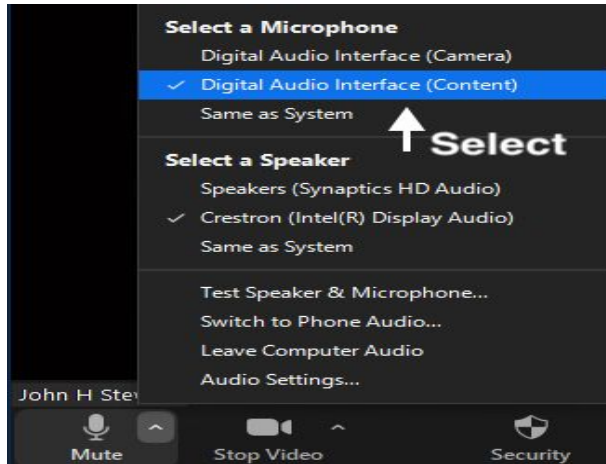 Select a Microphone
Digital Audio Interface (Camera)
✓ Digital Audio Interface (Content)
Same as System
Select
Select a Speaker
Speakers (Synaptics HD Audio)
✓ Crestron (Intel(R) Display Audio)
Same as System
Test Speaker & Microphone...
Switch to Phone Audio...
Leave Computer Audio
Audio Settings...
John H
Mute Stop Video Security